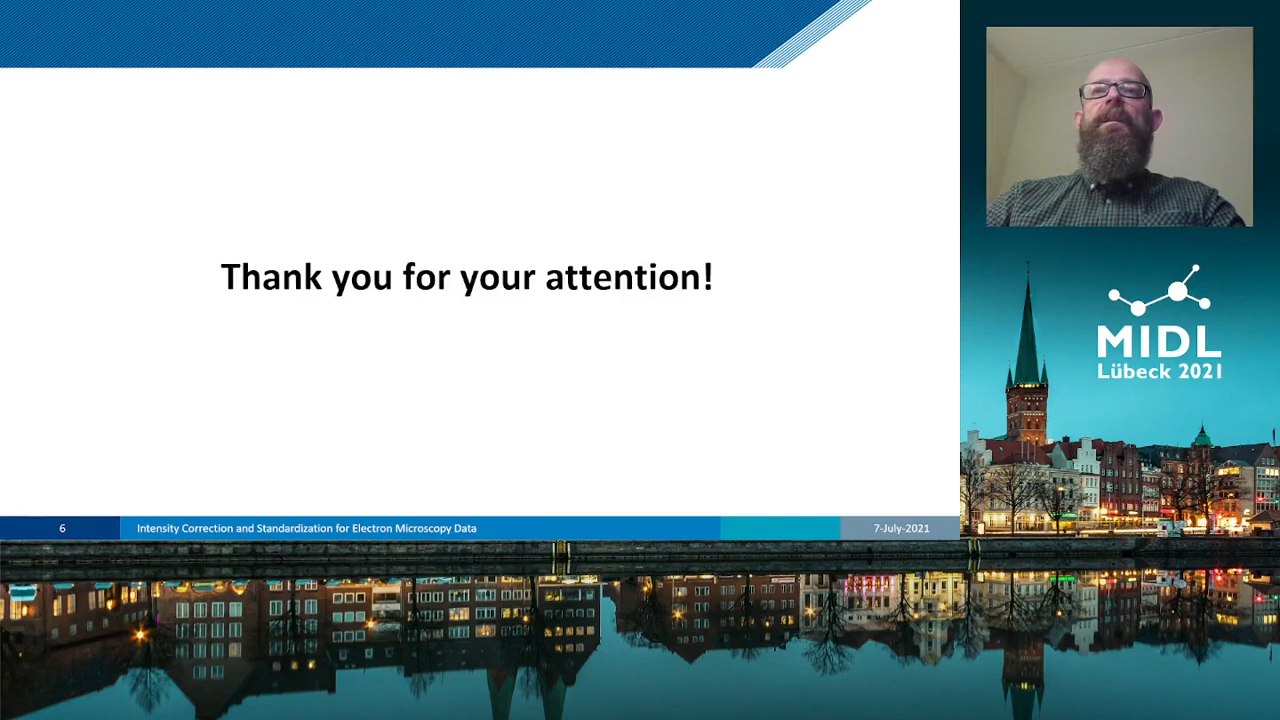 Thank you for your attention!
MIDL
Lübeck 2021
6
Intensity Correction and Standardization for Electron Microscopy Data
7-July-2021